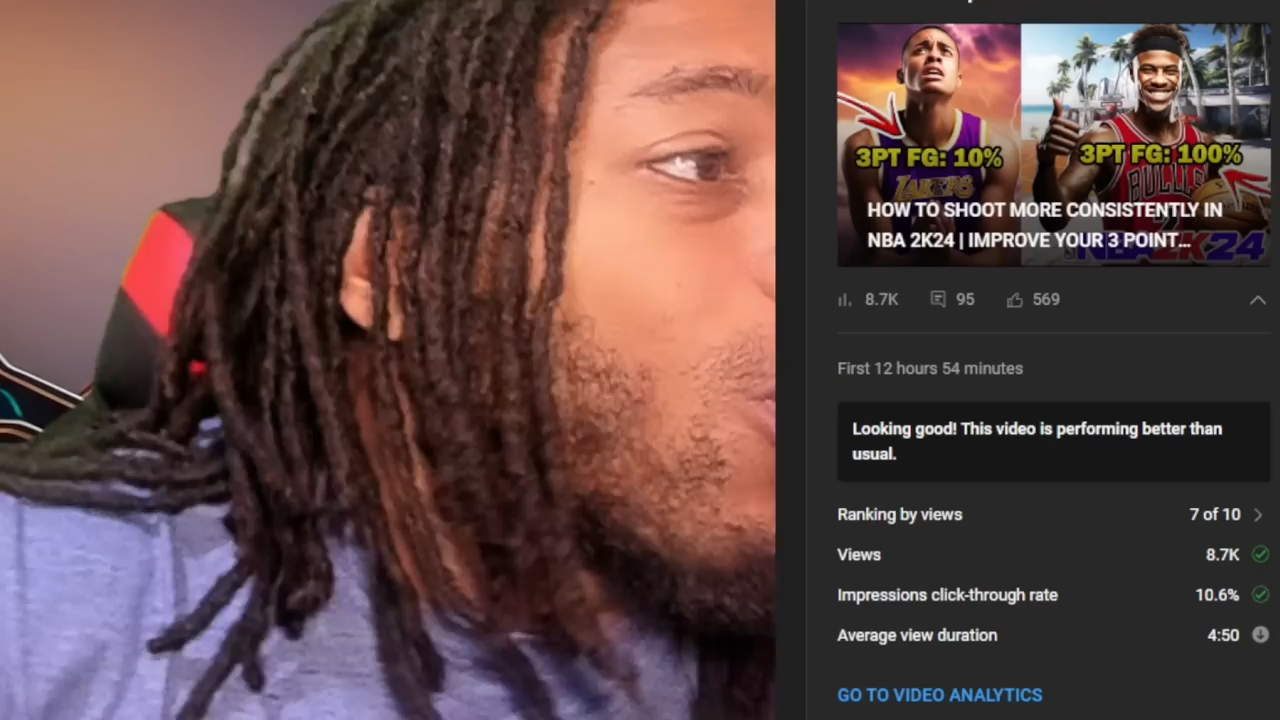 3PT FG: 10%
3PT FG: 100%
LAKERS
BULLS
HOW TO SHOOT MORE CONSISTENTLY IN
NBA 2K24 | IMPROVE YOUR 3 POINT...
NBA2K24
8.7K 95 569
First 12 hours 54 minutes
Looking good! This video is performing better than
usual.
Ranking by views 7 of 10
Views 8.7K
Impressions click-through rate 10.6%
Average view duration 4:50
GO TO VIDEO ANALYTICS